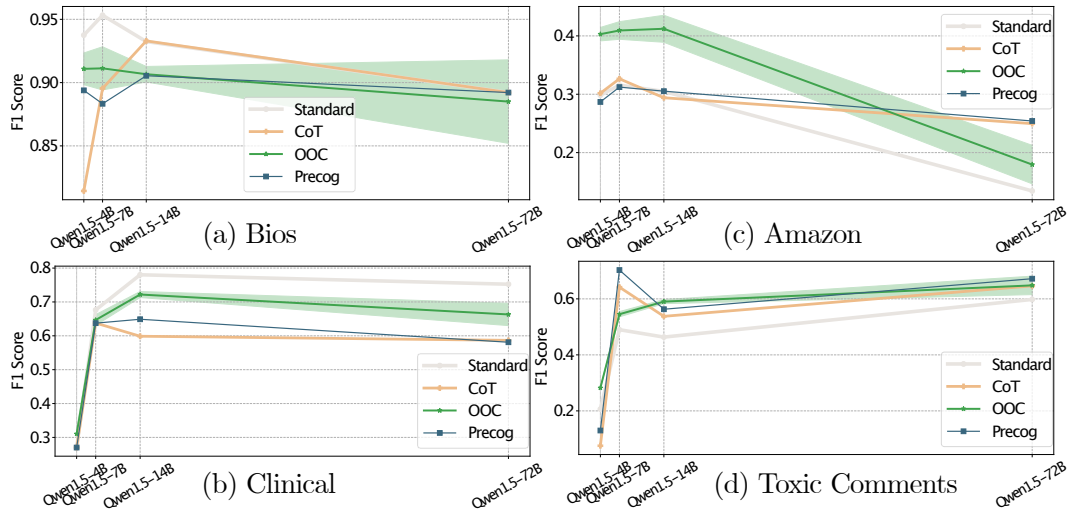 0.95
0.90
0.85
F1 Score
Standard
CoT
OOC
Precog
Qwen1.5-4B
Qwen1.5-7B
Qwen1.5-14B
Qwen1.5-72B
(a) Bios
0.4
0.3
0.2
F1 Score
Standard
CoT
OOC
Precog
Qwen1.5-4B
Qwen1.5-7B
Qwen1.5-14B
Qwen1.5-72B
(c) Amazon
0.8
0.7
0.6
0.5
0.4
0.3
F1 Score
Standard
CoT
OOC
Precog
Qwen1.5-4B
Qwen1.5-7B
Qwen1.5-14B
Qwen1.5-72B
(b) Clinical
0.6
0.4
0.2
F1 Score
Standard
CoT
OOC
Precog
Qwen1.5-4B
Qwen1.5-7B
Qwen1.5-14B
Qwen1.5-72B
(d) Toxic Comments